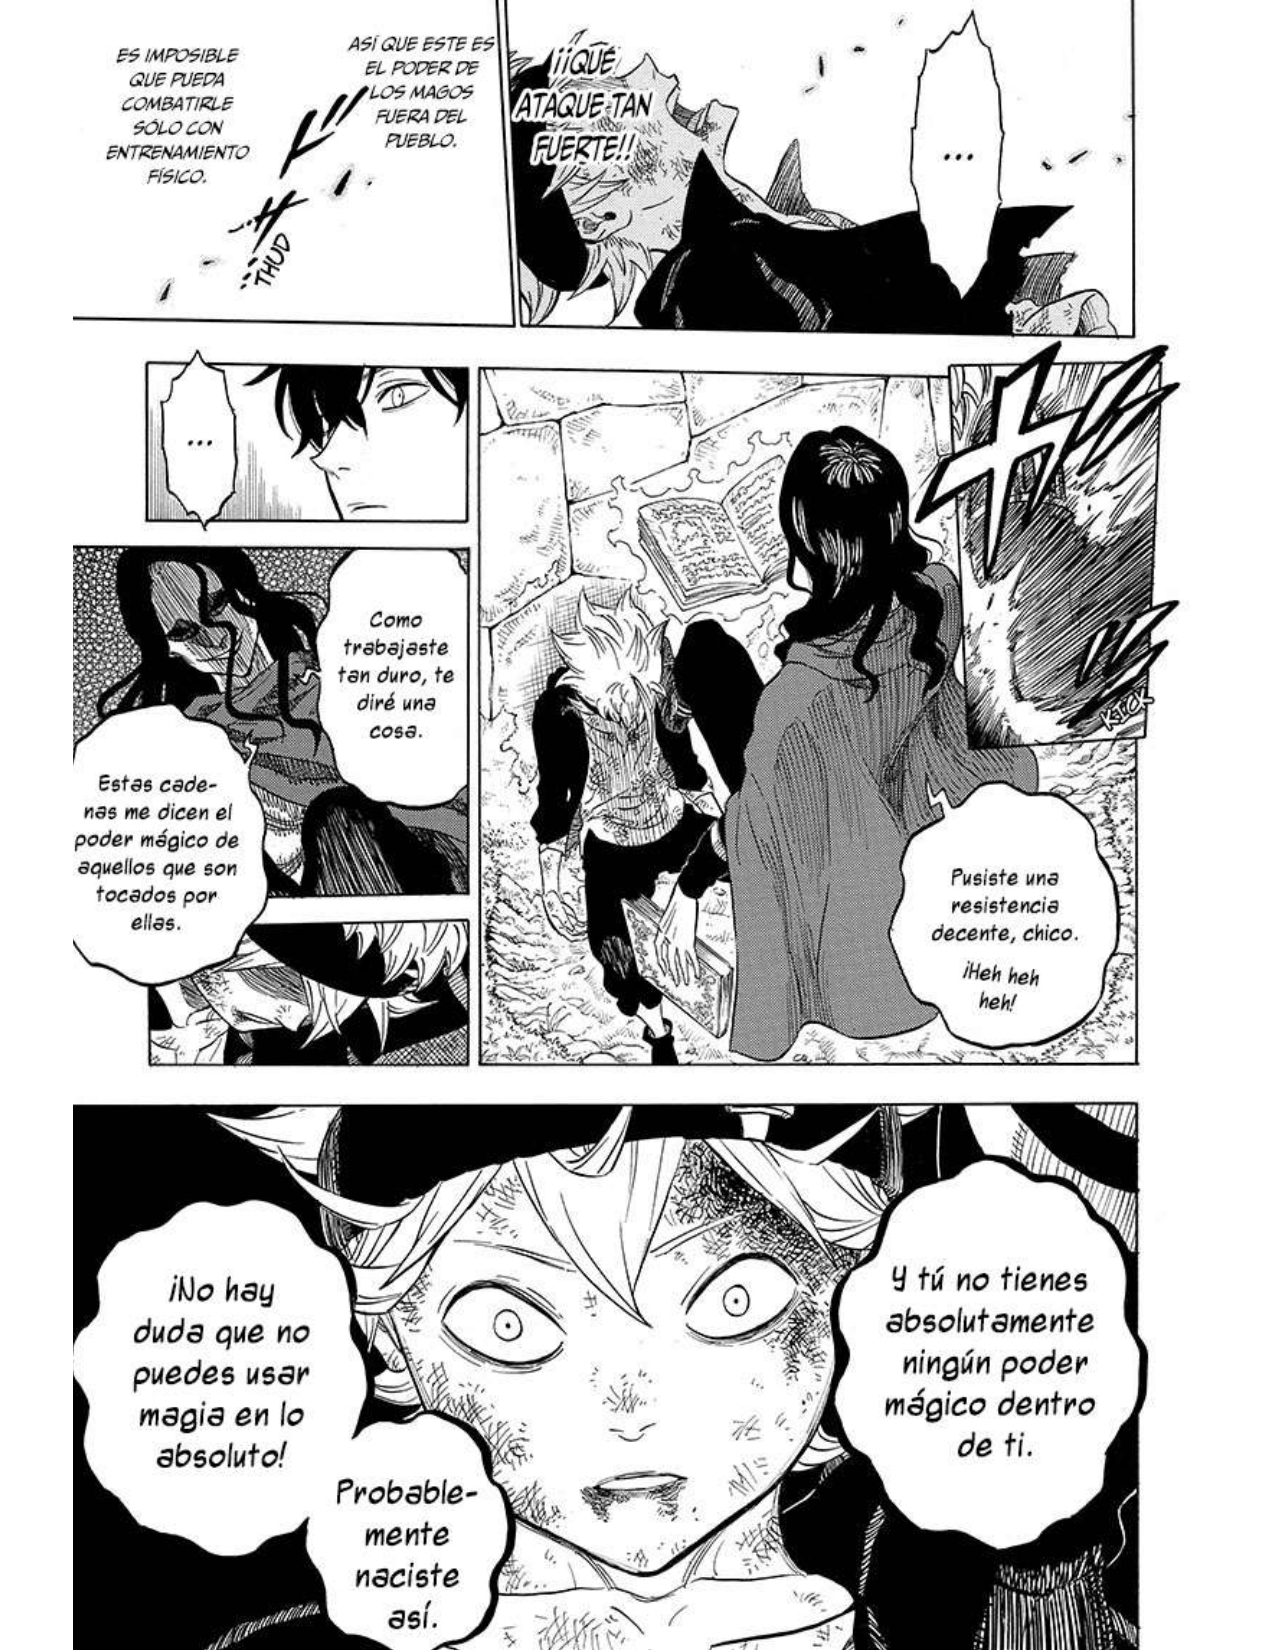 ...
¡¡QUÉ
ATAQUE TAN
FUERTE!!
ASÍ QUE ESTE ES
EL PODER DE
LOS MAGOS
FUERA DEL
PUEBLO.
ES IMPOSIBLE
QUE PUEDA
COMBATIRLE
SÓLO CON
ENTRENAMIENTO
FÍSICO.
THUD
KICK
Pusiste una
resistencia
decente, chico.
¡Heh heh
heh!
...
Como
trabajaste
tan duro, te
diré una
cosa.
Estas cade-
nas me dicen el
poder mágico de
aquellos que son
tocados por
ellas.
Y tú no tienes
absolutamente
ningún poder
mágico dentro
de ti.
¡No hay
duda que no
puedes usar
magia en lo
absoluto!
Probable-
mente
naciste
así.